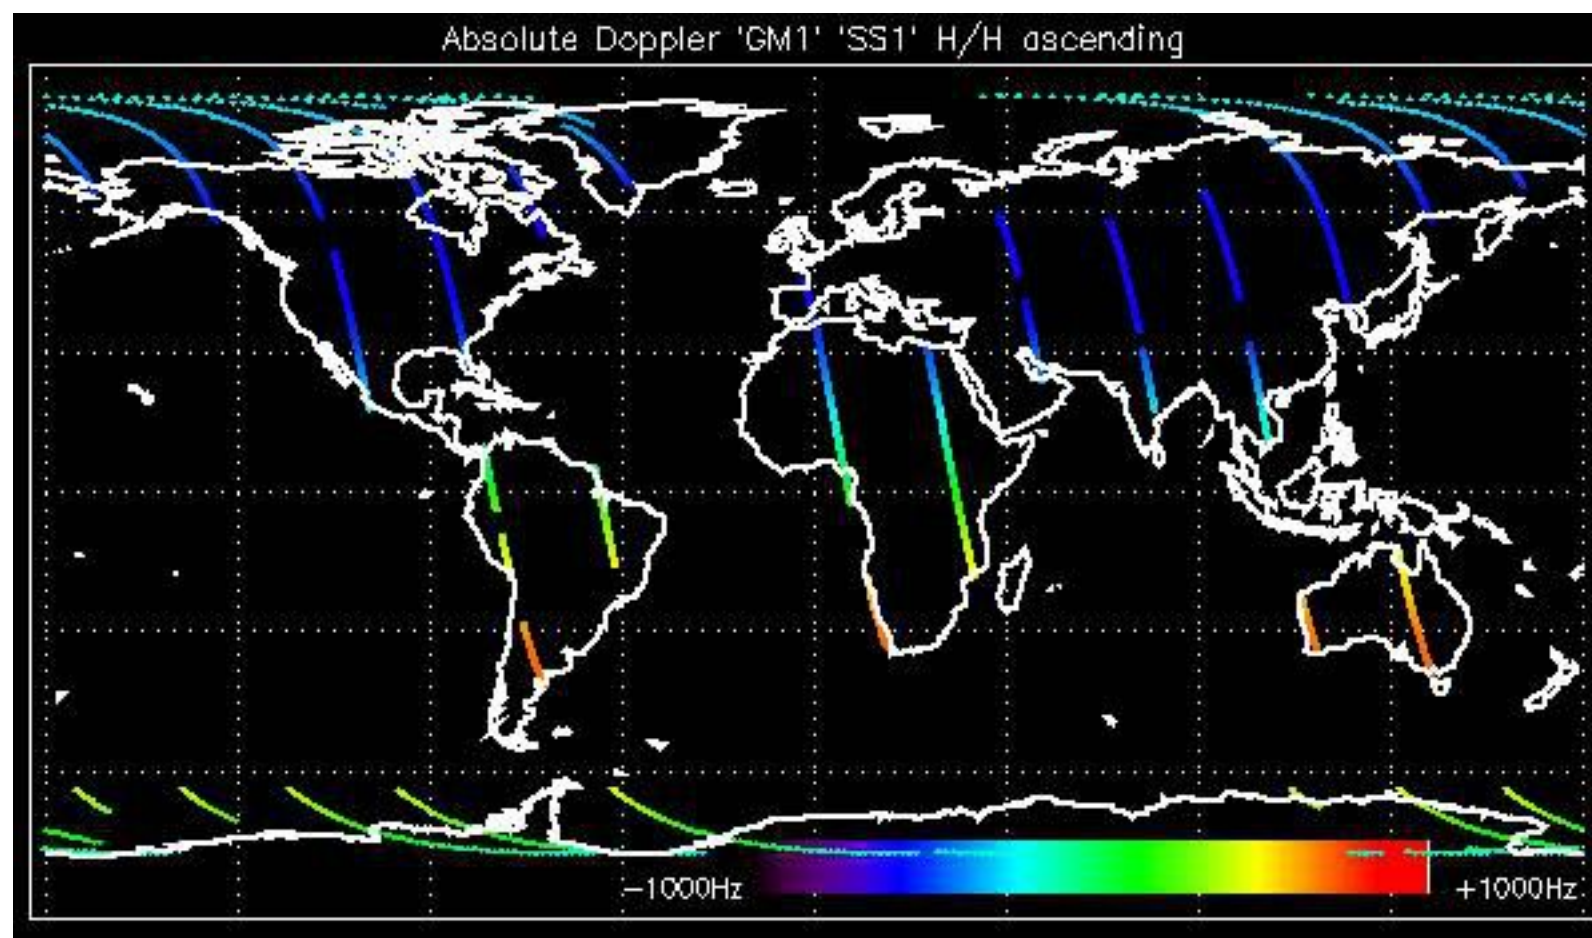 Absolute Doppler 'GM1' 'SS1' H/H ascending
-1000Hz +1000Hz